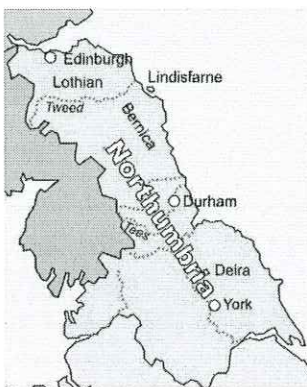 Edinburgh
Lothian
Lindisfarne
Tweed
Bernica
Northumbria
Durham
Tees
Deira
York